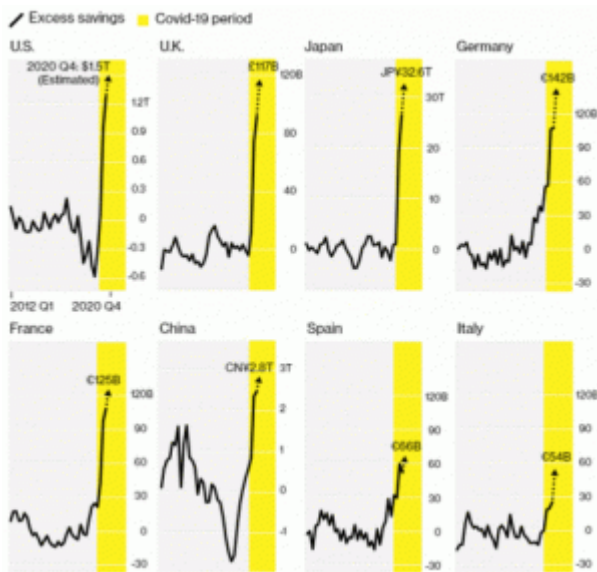 Excess savings Covid-19 period
U.S. U.K. Japan Germany
2020 Q4: $1.5T
(Estimated)
£117B
JP¥32.6T
€142B
1.2T
0.9
0.6
0.3
0
-0.3
-0.6
120B
80
40
0
30T
20
10
0
120B
90
60
30
0
-30
2012 Q1 2020 Q4
France China Spain Italy
€125B
CN¥2.8T
€66B
€54B
120B
90
60
30
0
-30
3T
2
1
0
-1
120B
90
60
30
0
-30
120B
90
60
30
0
-30